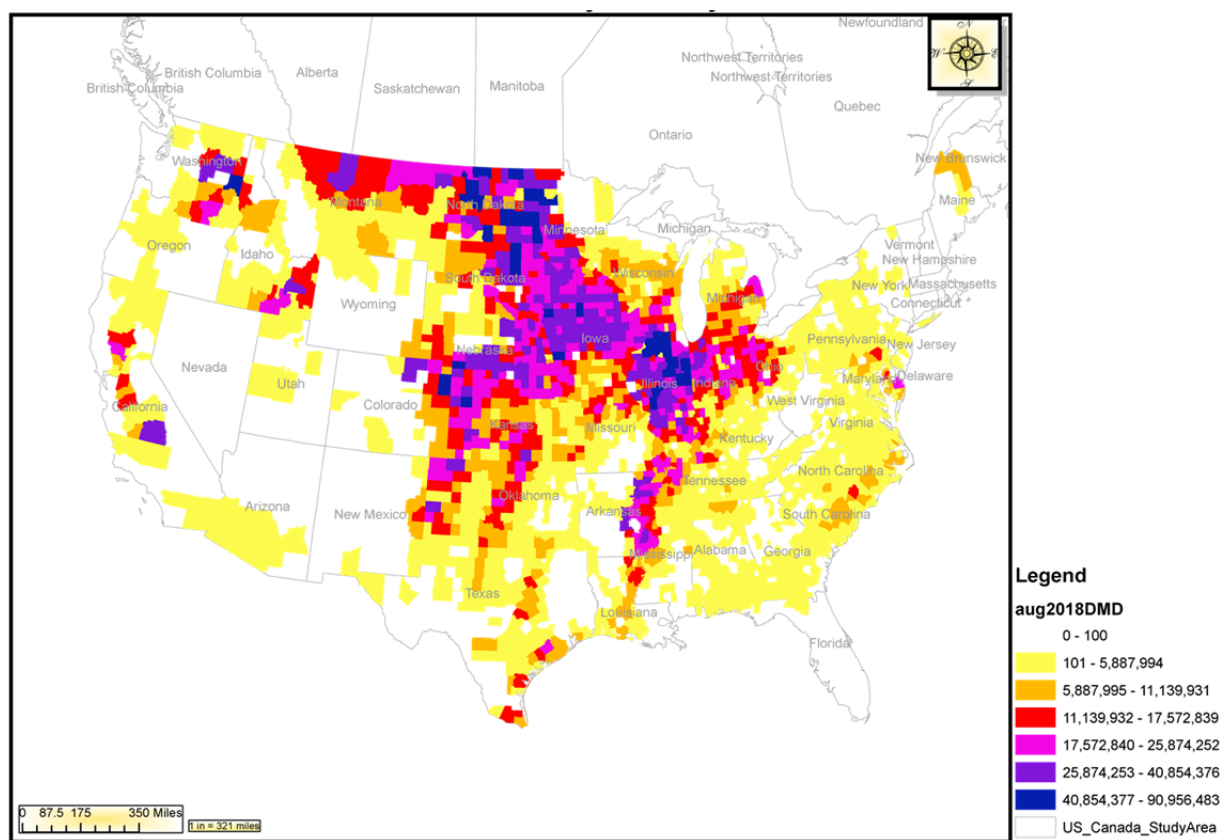 Newfoundland
N
W E
S
British Columbia
British Columbia
Alberta
Saskatchewan
Manitoba
Northwest Territories
Northwest Territories
Quebec
Ontario
New Brunswick
Washington
Montana
North Dakota
Minnesota
Michigan
Maine
Vermont
New Hampshire
Oregon
Idaho
South Dakota
Wisconsin
Michigan
New York
Massachusetts
Connecticut
Wyoming
Iowa
Pennsylvania
New Jersey
Nebraska
Nevada
Utah
Colorado
Illinois
Indiana
Ohio
Maryland
Delaware
West Virginia
California
Kansas
Missouri
Kentucky
Virginia
Arizona
New Mexico
Oklahoma
Arkansas
Tennessee
North Carolina
South Carolina
Mississippi
Alabama
Georgia
Texas
Louisiana
Florida
Legend
aug2018DMD
0 - 100
101 - 5,887,994
5,887,995 - 11,139,931
11,139,932 - 17,572,839
17,572,840 - 25,874,252
25,874,253 - 40,854,376
40,854,377 - 90,956,483
US_Canada_StudyArea
0 87.5 175 350 Miles
1 in = 321 miles